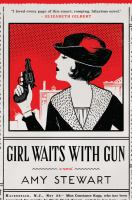 "I loved every page of this smart, romping, hilarious novel."
ELIZABETH GILBERT
GIRL WAITS WITH GUN
a novel
AMY STEWART